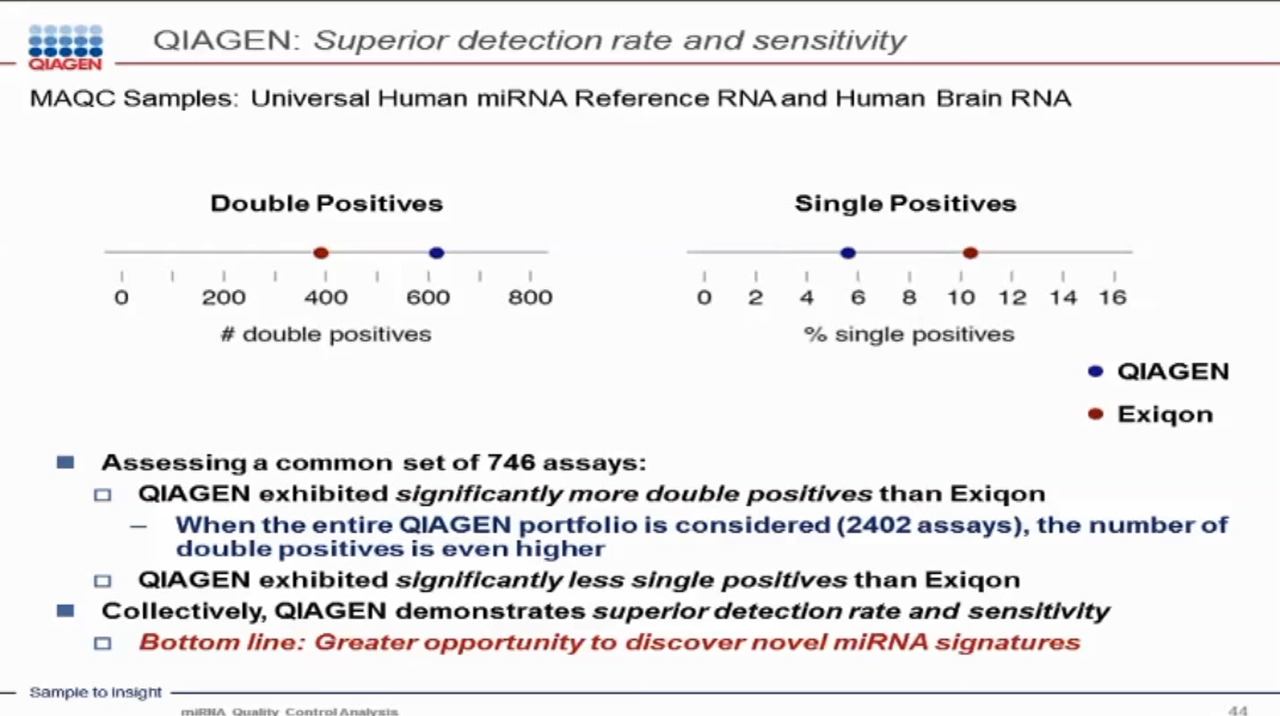 QIAGEN
QIAGEN: Superior detection rate and sensitivity
MAQC Samples: Universal Human miRNA Reference RNA and Human Brain RNA
Double Positives
0 200 400 600 800
# double positives
Single Positives
0 2 4 6 8 10 12 14 16
% single positives
QIAGEN
Exiqon
Assessing a common set of 746 assays:
QIAGEN exhibited significantly more double positives than Exiqon
– When the entire QIAGEN portfolio is considered (2402 assays), the number of
double positives is even higher
QIAGEN exhibited significantly less single positives than Exiqon
Collectively, QIAGEN demonstrates superior detection rate and sensitivity
Bottom line: Greater opportunity to discover novel miRNA signatures
Sample to Insight
miRNA Quality Control Analysis
44